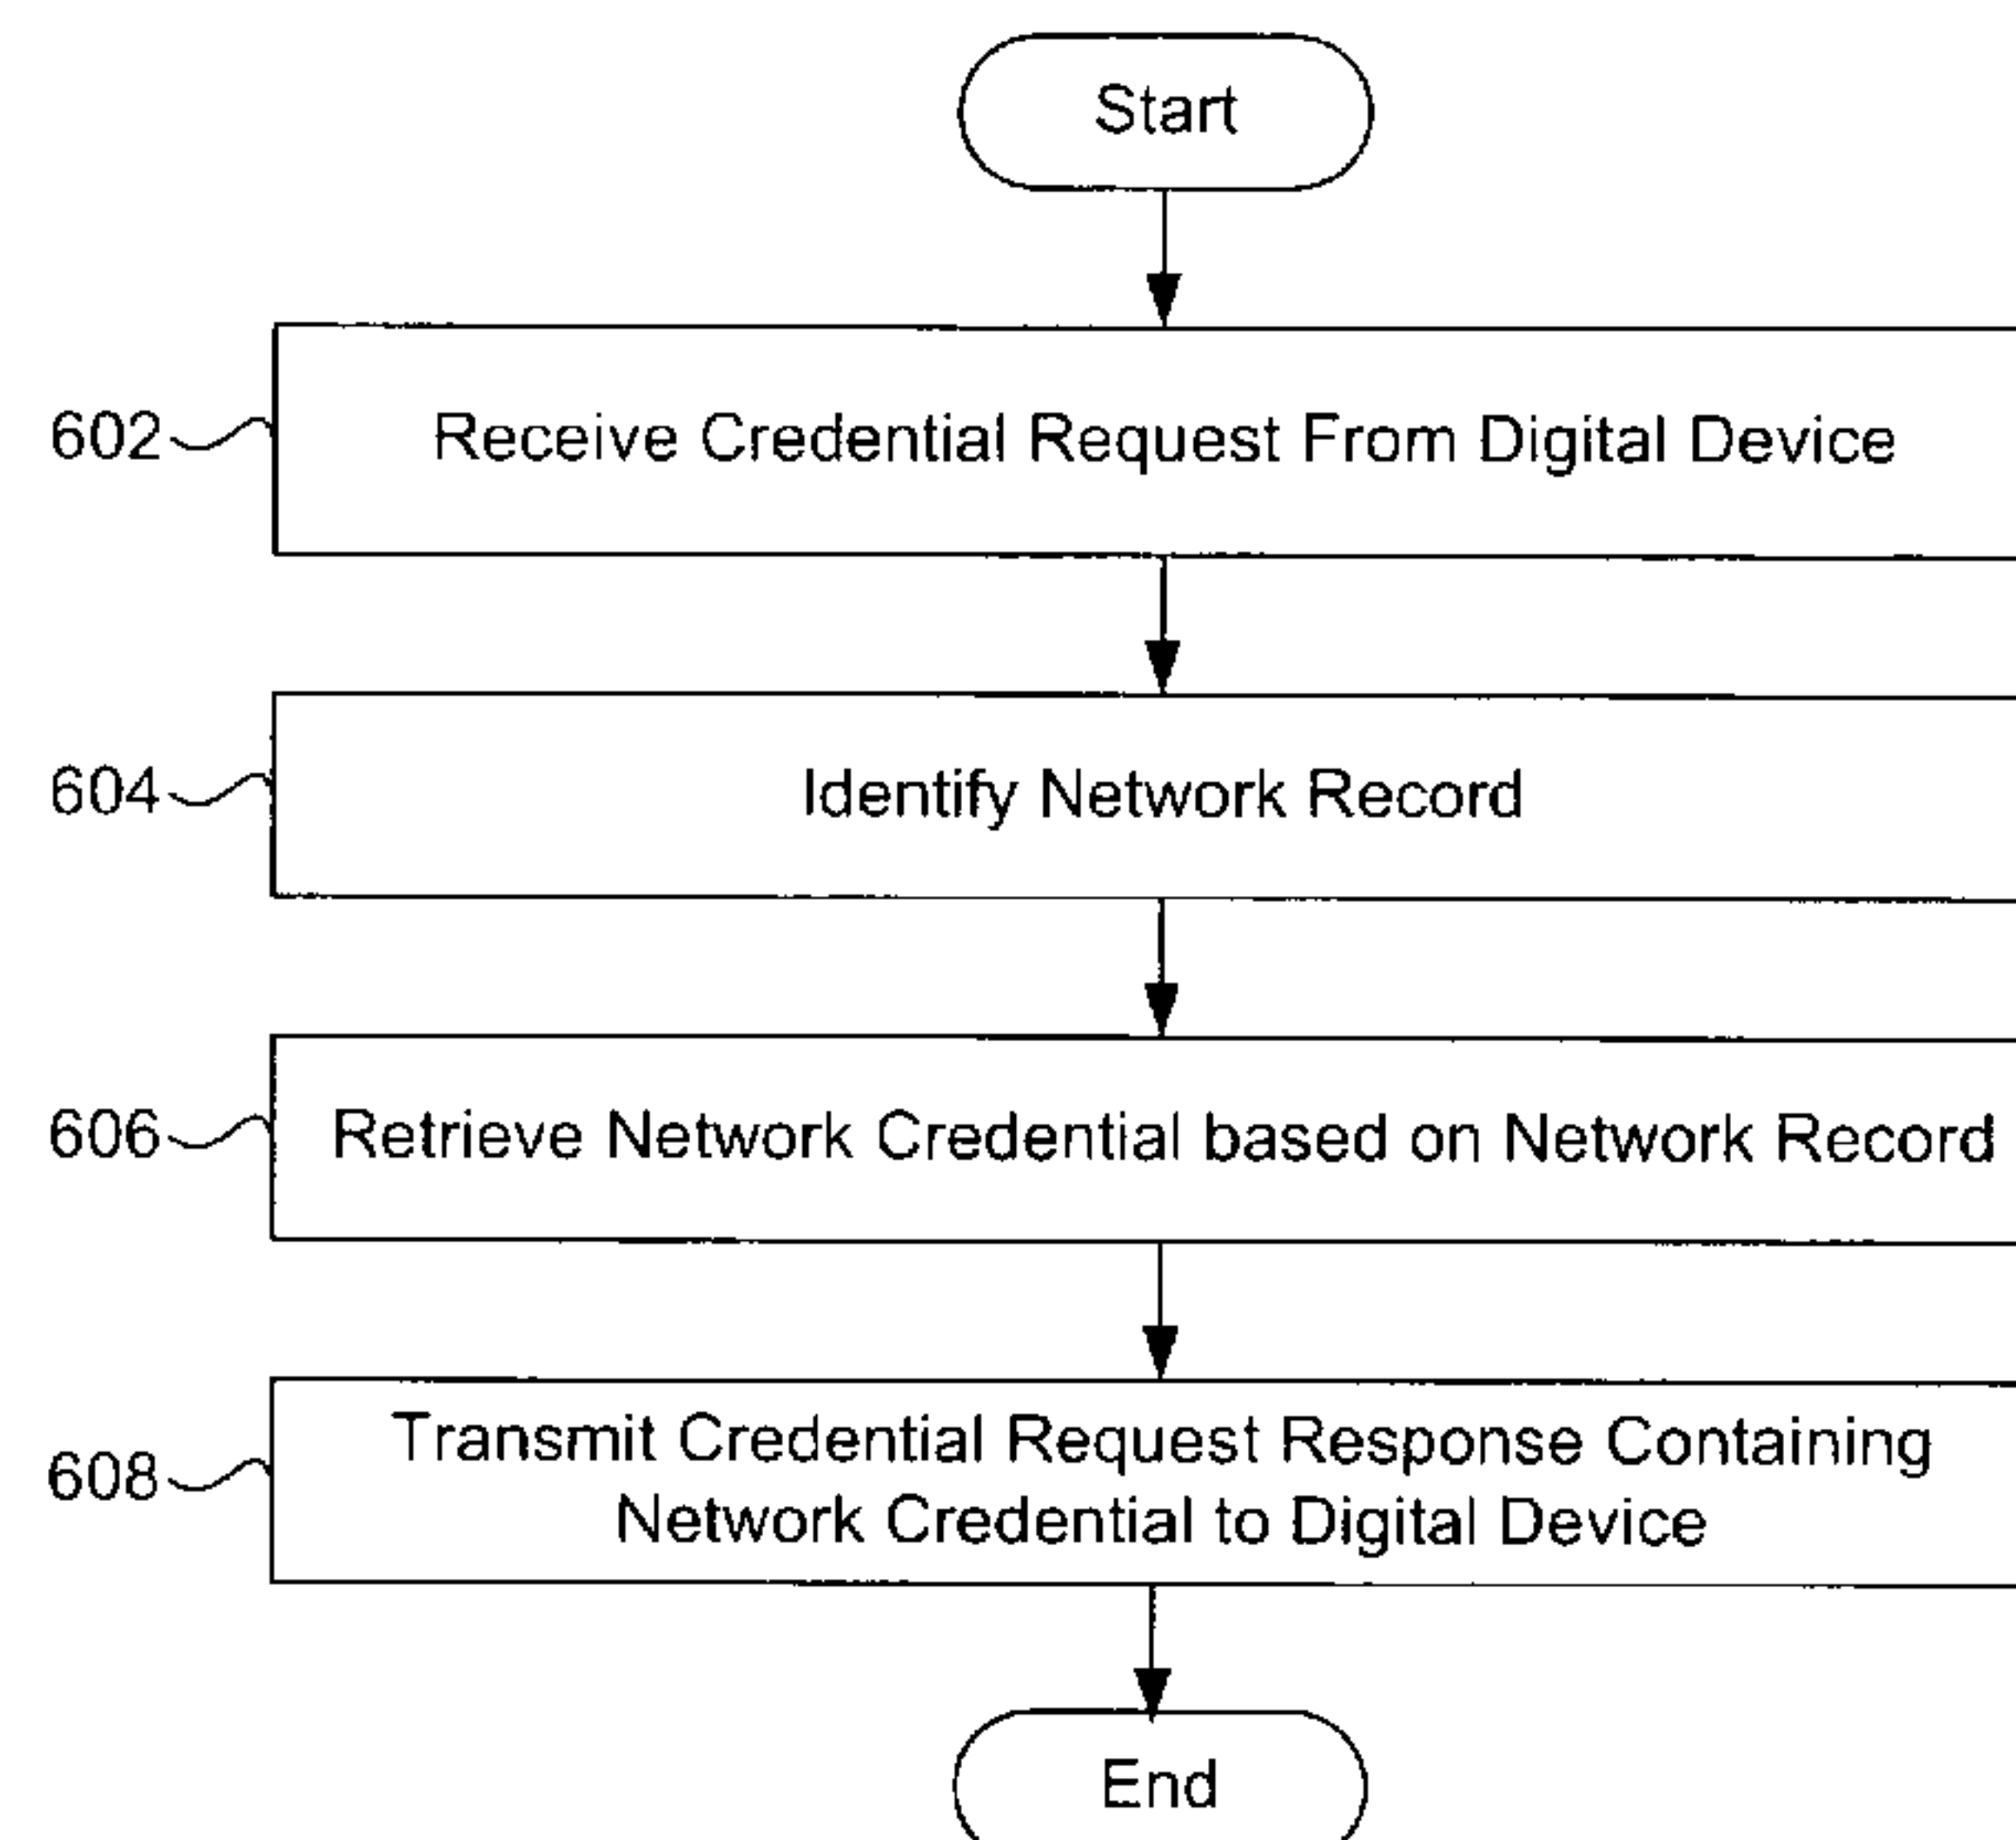 Start
602
Receive Credential Request From Digital Device
604
Identify Network Record
606
Retrieve Network Credential based on Network Record
608
Transmit Credential Request Response Containing
Network Credential to Digital Device
End